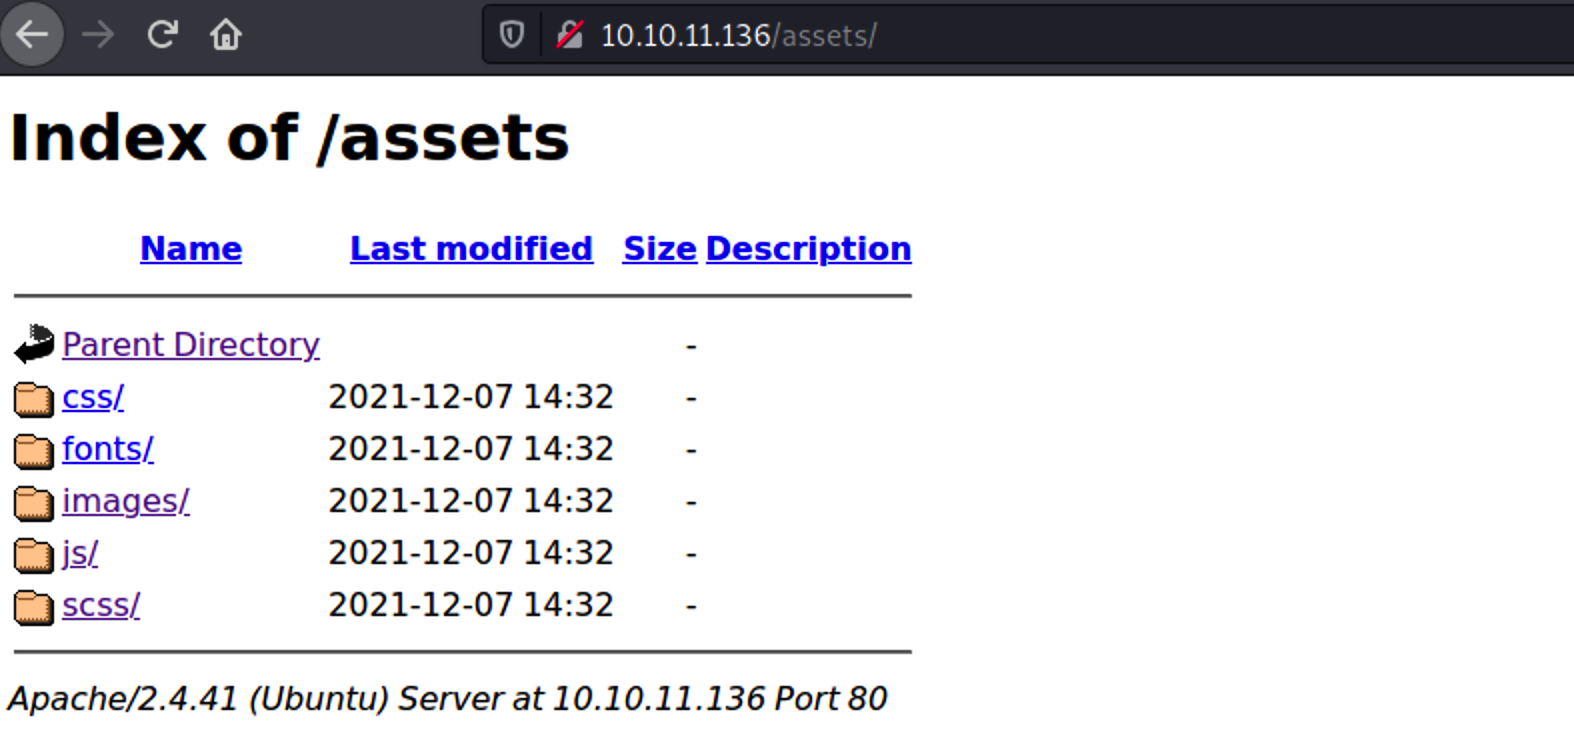 10.10.11.136/assets/
Index of /assets
Name Last modified Size Description
Parent Directory -
css/ 2021-12-07 14:32 -
fonts/ 2021-12-07 14:32 -
images/ 2021-12-07 14:32 -
js/ 2021-12-07 14:32 -
scss/ 2021-12-07 14:32 -
Apache/2.4.41 (Ubuntu) Server at 10.10.11.136 Port 80